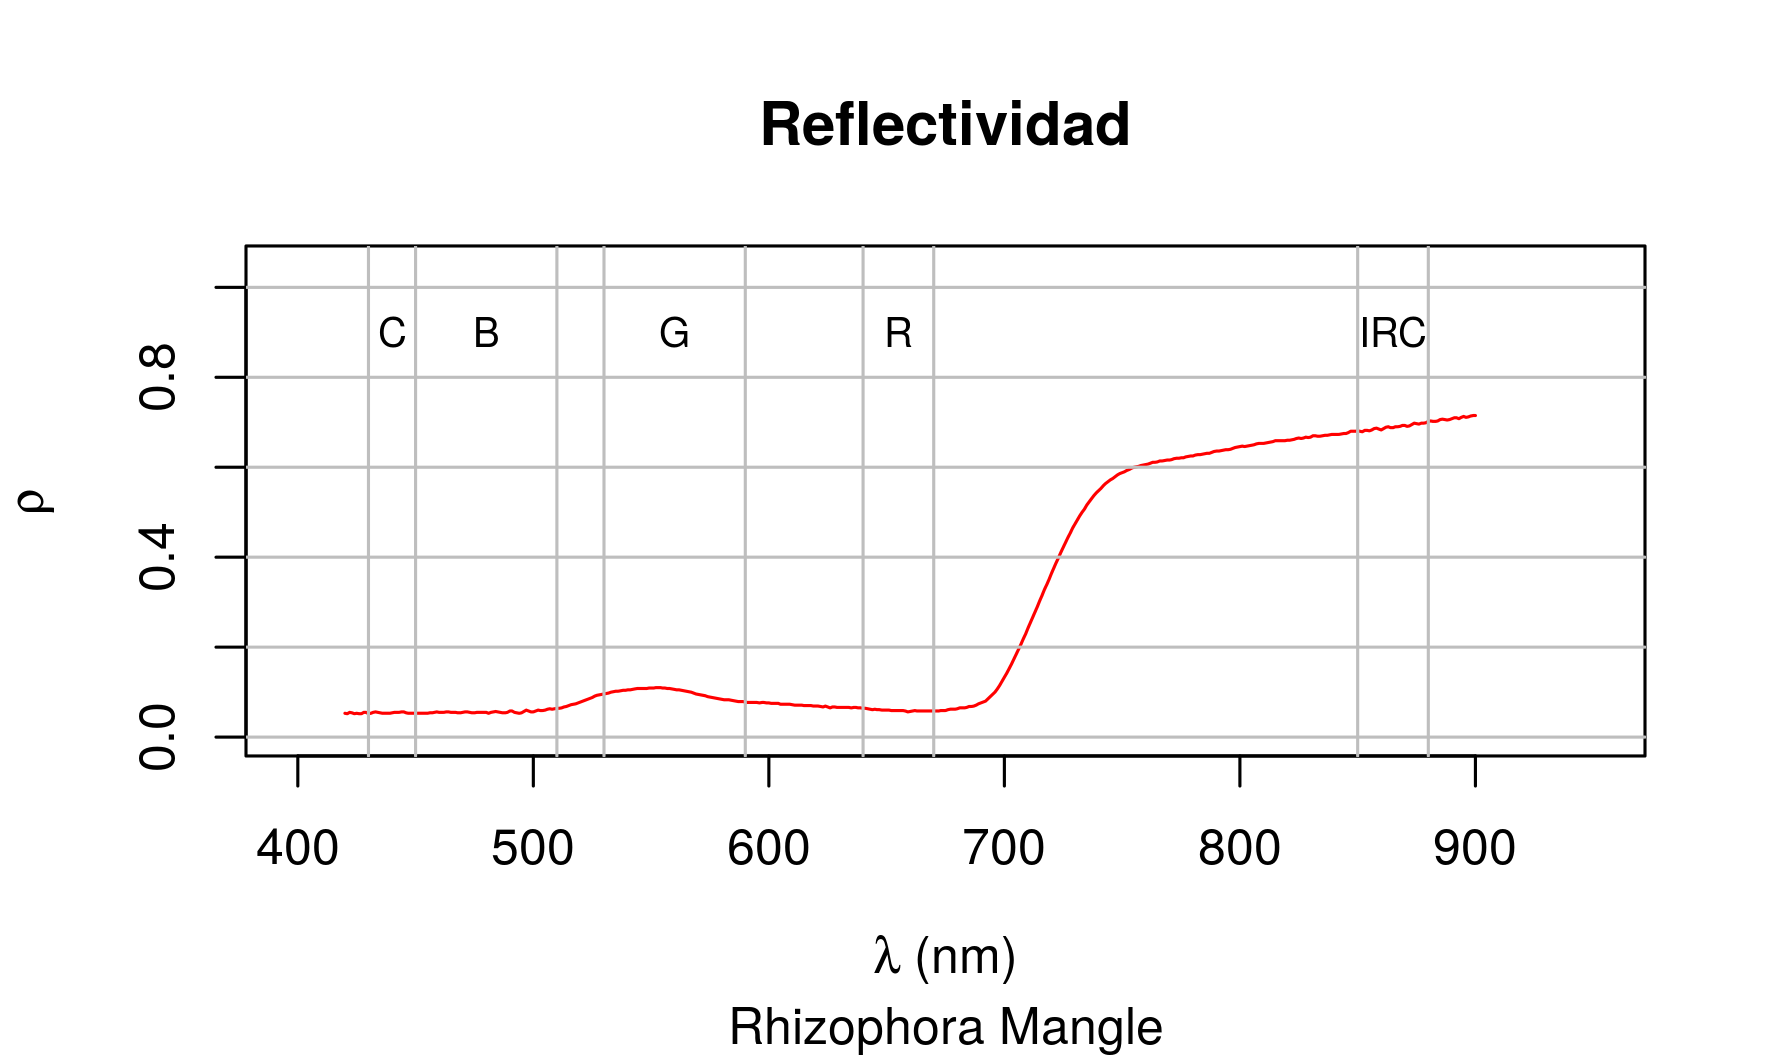 Reflectividad
C B G R IRC
0.8
0.4
0.0
ρ
400 500 600 700 800 900
λ (nm)
Rhizophora Mangle